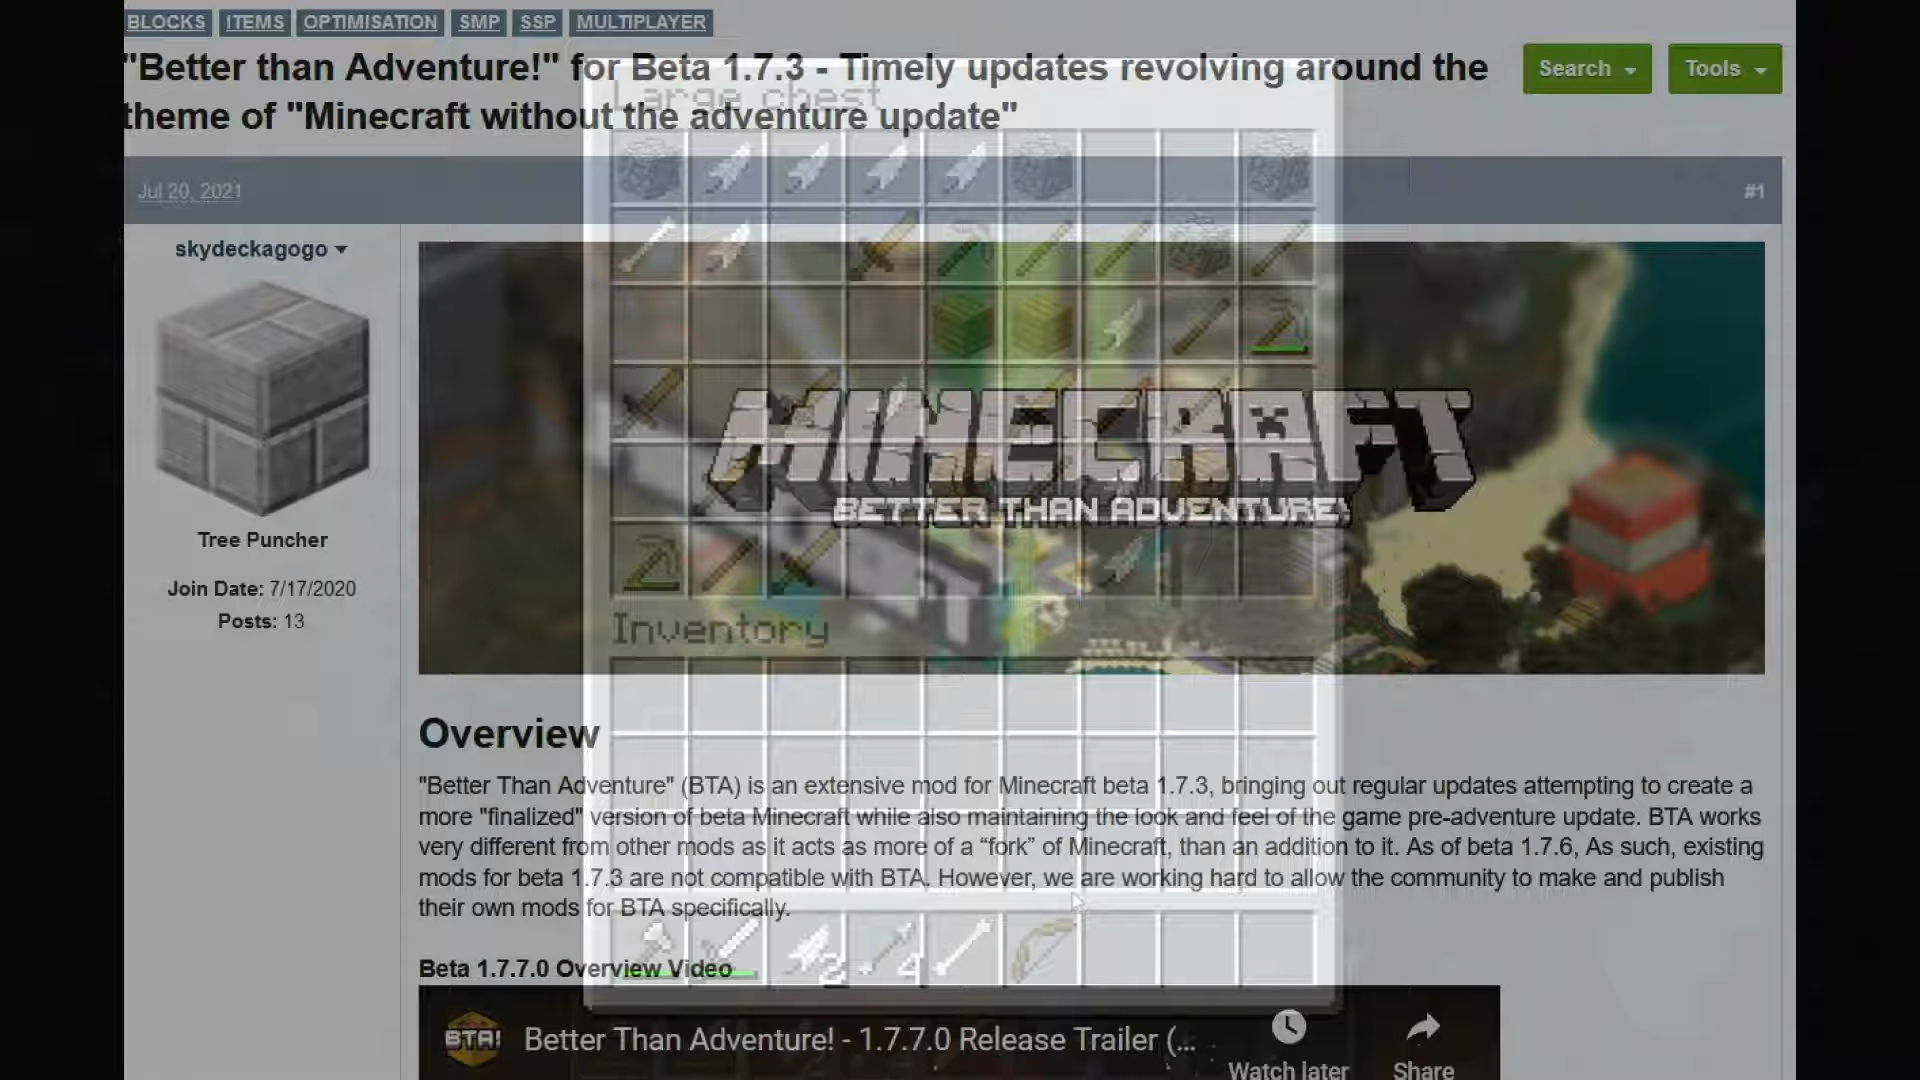 BLOCKS ITEMS OPTIMISATION SMP SSP MULTIPLAYER
"Better than Adventure!" for Beta 1.7.3 - Timely updates revolving around the
theme of "Minecraft without the adventure update"
Search
Tools
Large chest
Jul 20, 2021
#1
skydeckagogo
Tree Puncher
Join Date: 7/17/2020
Posts: 13
MINECRAFT
BETTER THAN ADVENTURE!
Inventory
Overview
"Better Than Adventure" (BTA) is an extensive mod for Minecraft beta 1.7.3, bringing out regular updates attempting to create a
more "finalized" version of beta Minecraft while also maintaining the look and feel of the game pre-adventure update. BTA works
very different from other mods as it acts as more of a “fork” of Minecraft, than an addition to it. As of beta 1.7.6, As such, existing
mods for beta 1.7.3 are not compatible with BTA. However, we are working hard to allow the community to make and publish
their own mods for BTA specifically.
2
4
Beta 1.7.7.0 Overview Video
BTA!
Better Than Adventure! - 1.7.7.0 Release Trailer (...
Watch later
Share